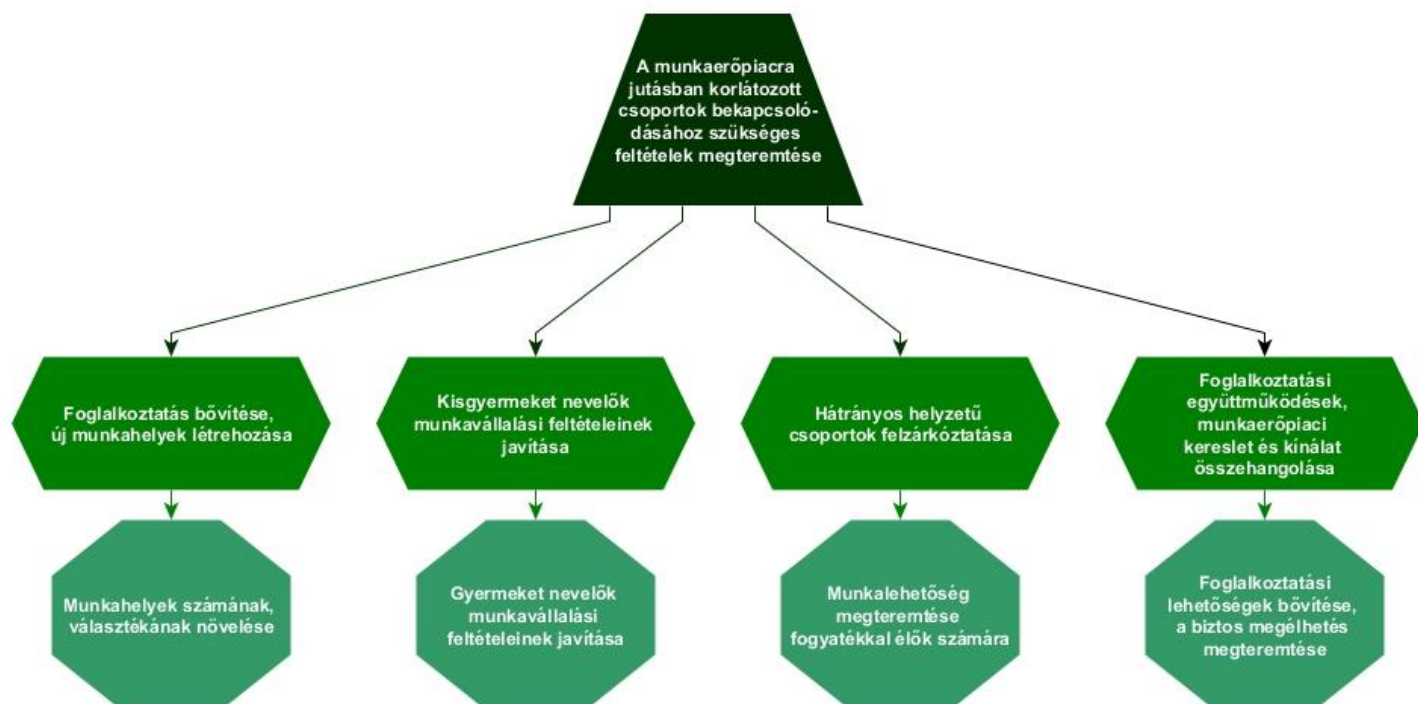 A munkaerőpiacra
jutásban korlátozott
csoportok bekapcsoló-
dásához szükséges
feltételek megteremtése
Foglalkoztatás bővítése,
új munkahelyek létrehozása
Kisgyermeket nevelők
munkavállalási feltételeinek
javítása
Hátrányos helyzetű
csoportok felzárkóztatása
Foglalkoztatási
együttműködések,
munkaerőpiaci
kereslet és kínálat
összehangolása
Munkahelyek számának,
választékának növelése
Gyermeket nevelők
munkavállalási
feltételeinek javítása
Munkalehetőség
megteremtése
fogyatékkal élők számára
Foglalkoztatási
lehetőségek bővítése,
a biztos megélhetés
megteremtése